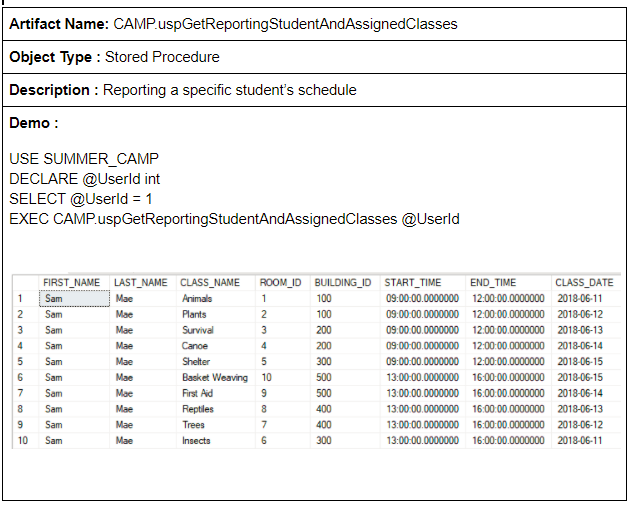 Artifact Name: CAMP.uspGetReportingStudentAndAssignedClasses
Object Type : Stored Procedure
Description : Reporting a specific student's schedule
Demo :
USE SUMMER_CAMP
DECLARE @UserId int
SELECT @UserId = 1
EXEC CAMP.uspGetReportingStudentAndAssignedClasses @UserId
FIRST_NAME LAST_NAME CLASS_NAME ROOM_ID BUILDING_ID START_TIME END_TIME CLASS_DATE
1 Sam Mae Animals 1 100 09:00:00.0000000 12:00:00.0000000 2018-06-11
2 Sam Mae Plants 2 100 09:00:00.0000000 12:00:00.0000000 2018-06-12
3 Sam Mae Survival 3 200 09:00:00.0000000 12:00:00.0000000 2018-06-13
4 Sam Mae Canoe 4 200 09:00:00.0000000 12:00:00.0000000 2018-06-14
5 Sam Mae Shelter 5 300 09:00:00.0000000 12:00:00.0000000 2018-06-15
6 Sam Mae Basket Weaving 10 500 13:00:00.0000000 16:00:00.0000000 2018-06-15
7 Sam Mae First Aid 9 500 13:00:00.0000000 16:00:00.0000000 2018-06-14
8 Sam Mae Reptiles 8 400 13:00:00.0000000 16:00:00.0000000 2018-06-13
9 Sam Mae Trees 7 400 13:00:00.0000000 16:00:00.0000000 2018-06-12
10 Sam Mae Insects 6 300 13:00:00.0000000 16:00:00.0000000 2018-06-11